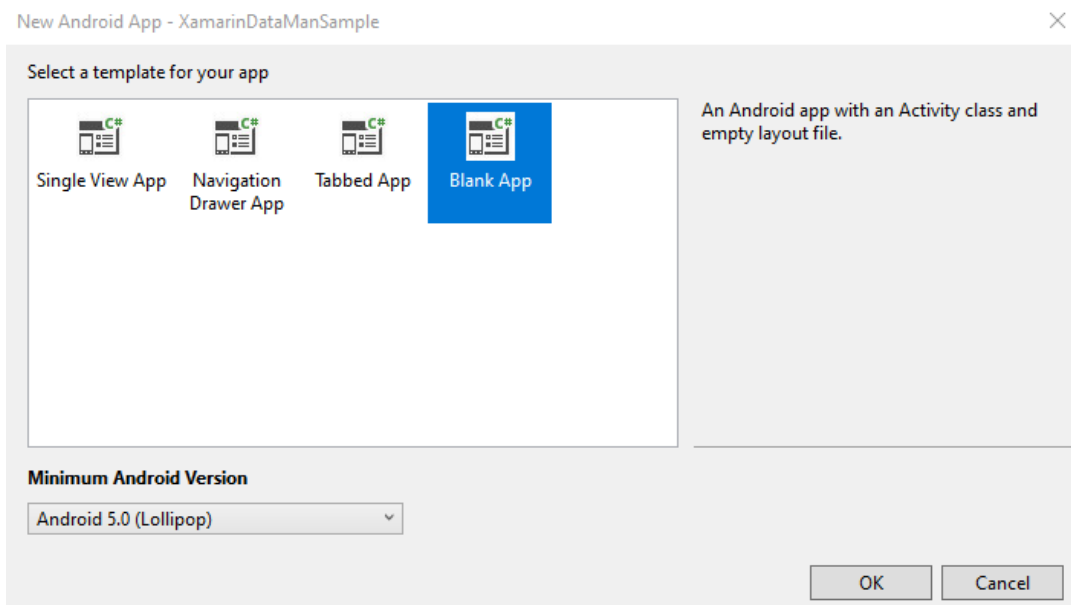 New Android App - XamarinDataManSample
Select a template for your app
C# C# C# C#
Single View App Navigation Drawer App Tabbed App Blank App
An Android app with an Activity class and
empty layout file.
Minimum Android Version
Android 5.0 (Lollipop)
OK Cancel